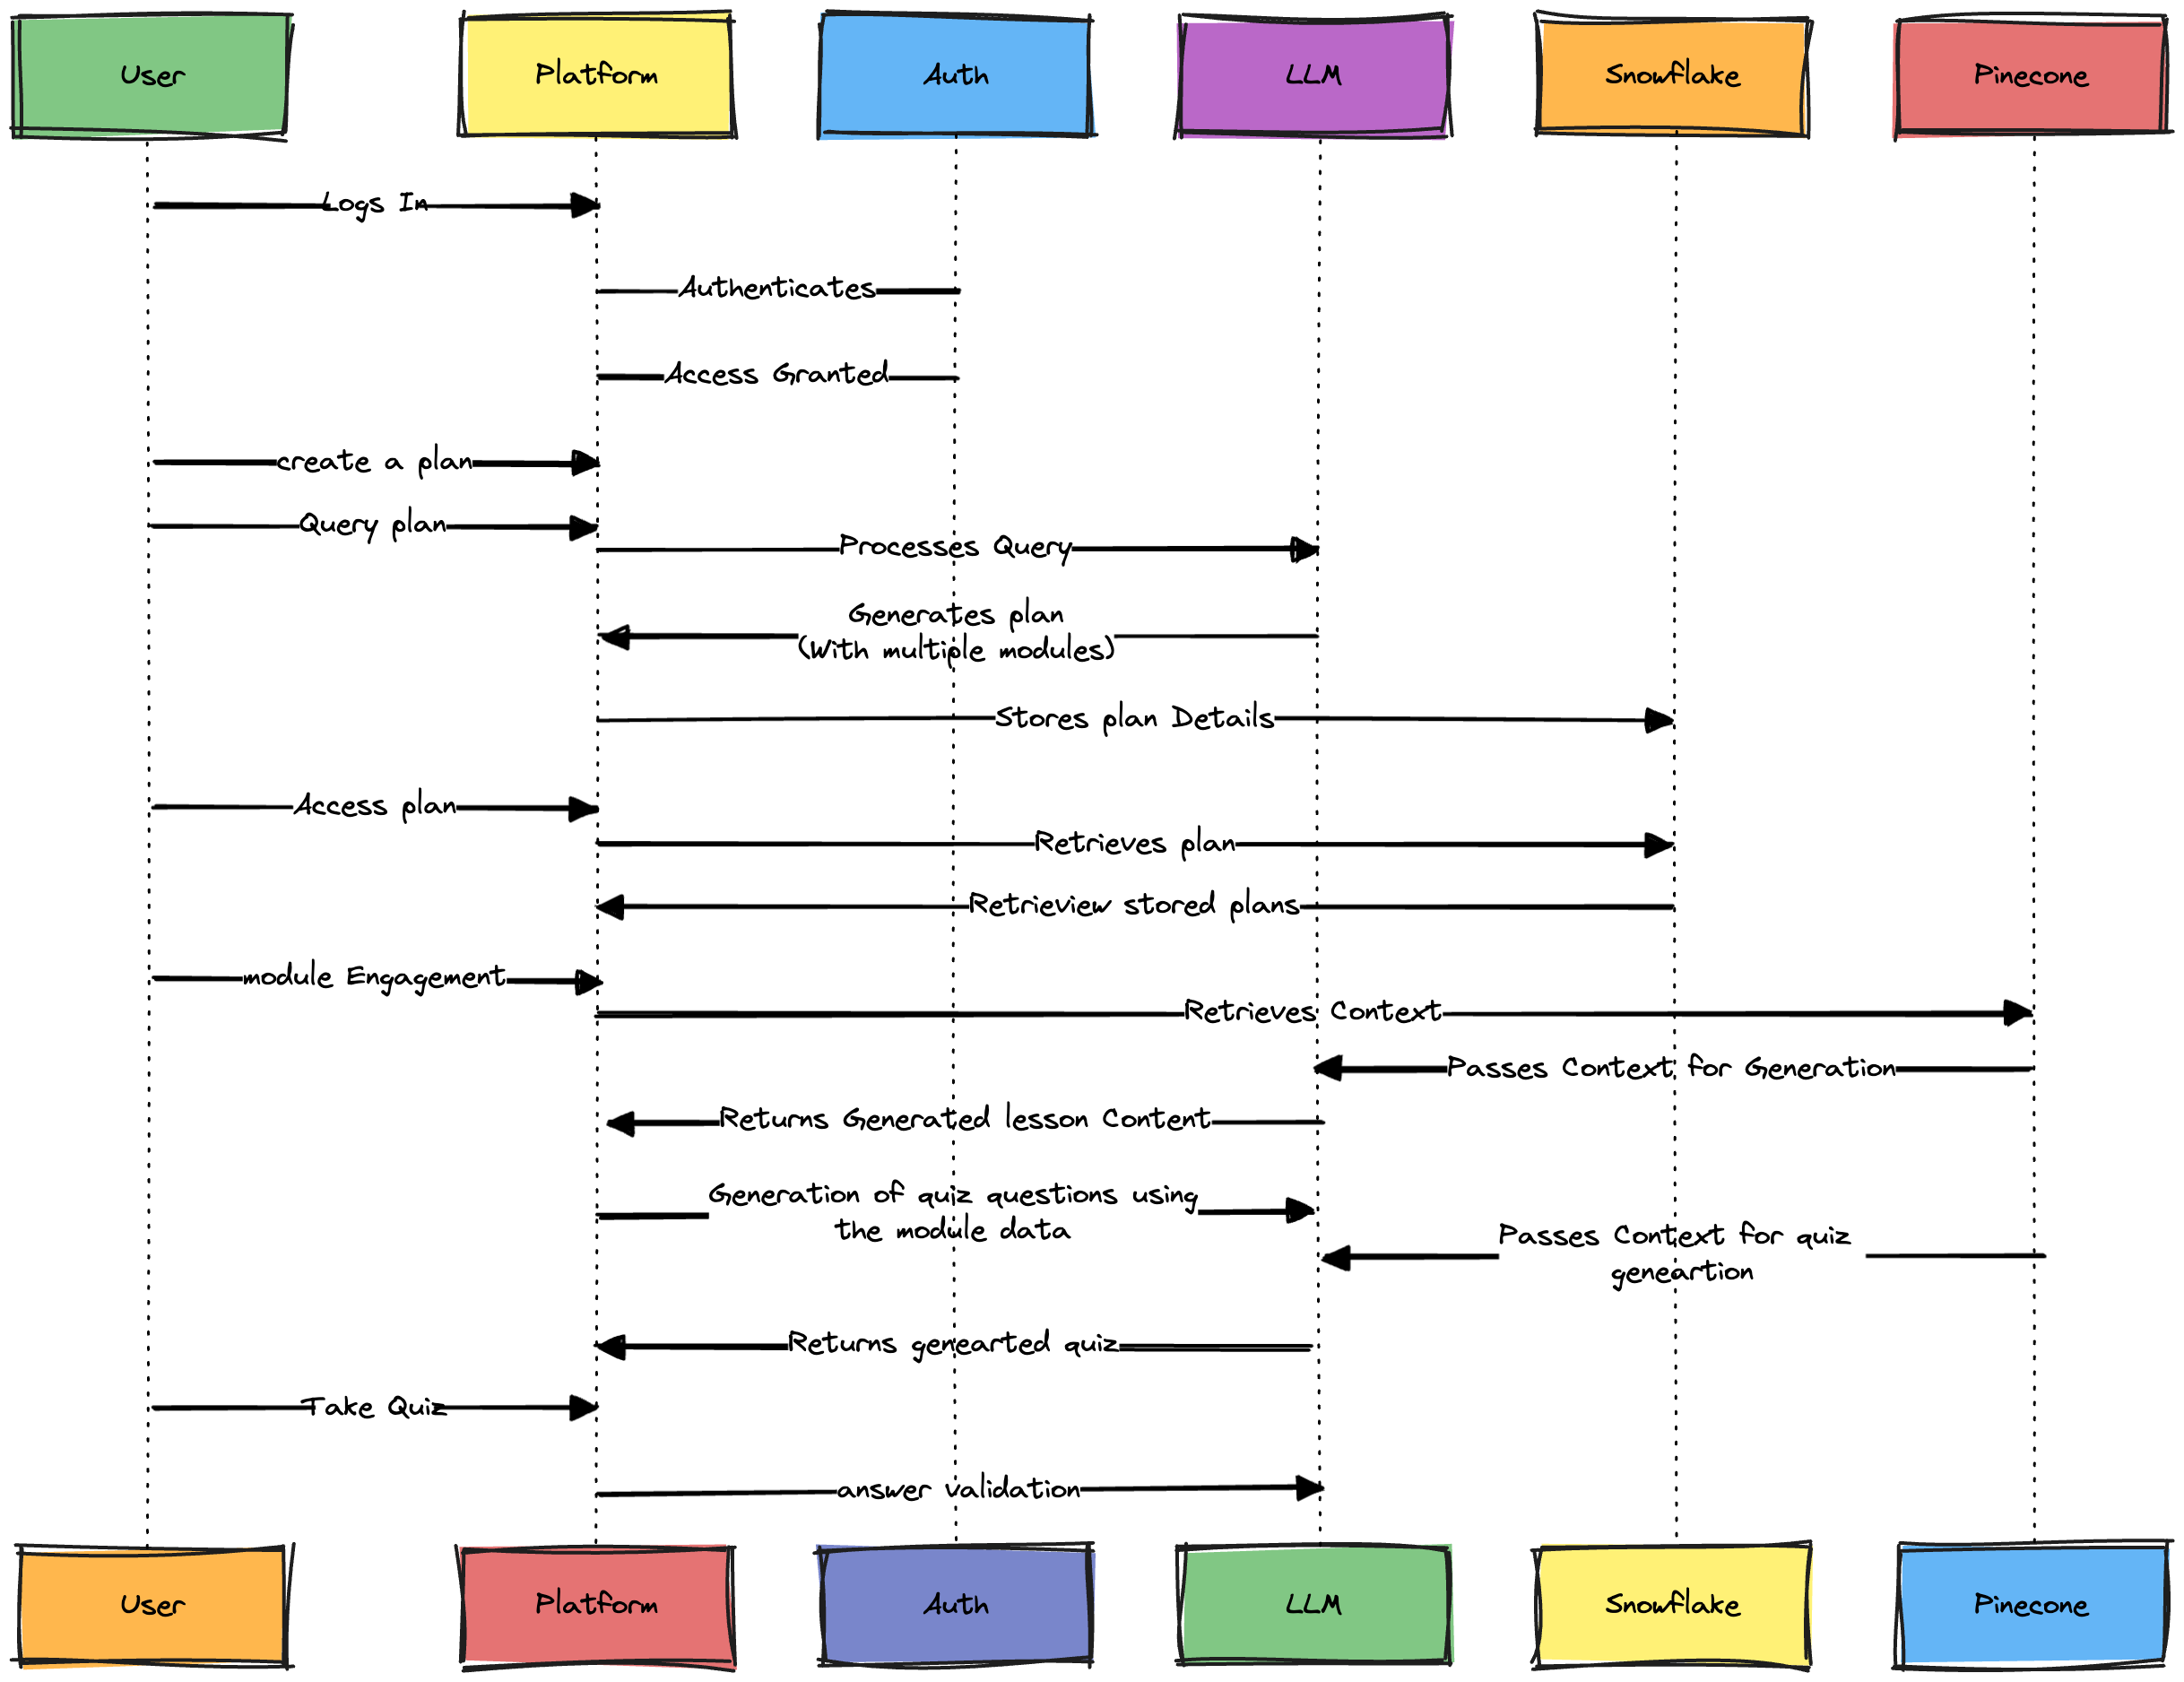 User
Platform
Auth
LLM
Snowflake
Pinecone
Logs In
Authenticates
Access Granted
create a plan
Query plan
Processes Query
Generates plan
(With multiple modules)
Stores plan Details
Access plan
Retrieves plan
Retrieview stored plans
module Engagement
Retrieves Context
Passes Context for Generation
Returns Generated lesson Content
Generation of quiz questions using
the module data
Passes Context for quiz
geneartion
Returns genearted quiz
Take Quiz
answer validation
User
Platform
Auth
LLM
Snowflake
Pinecone